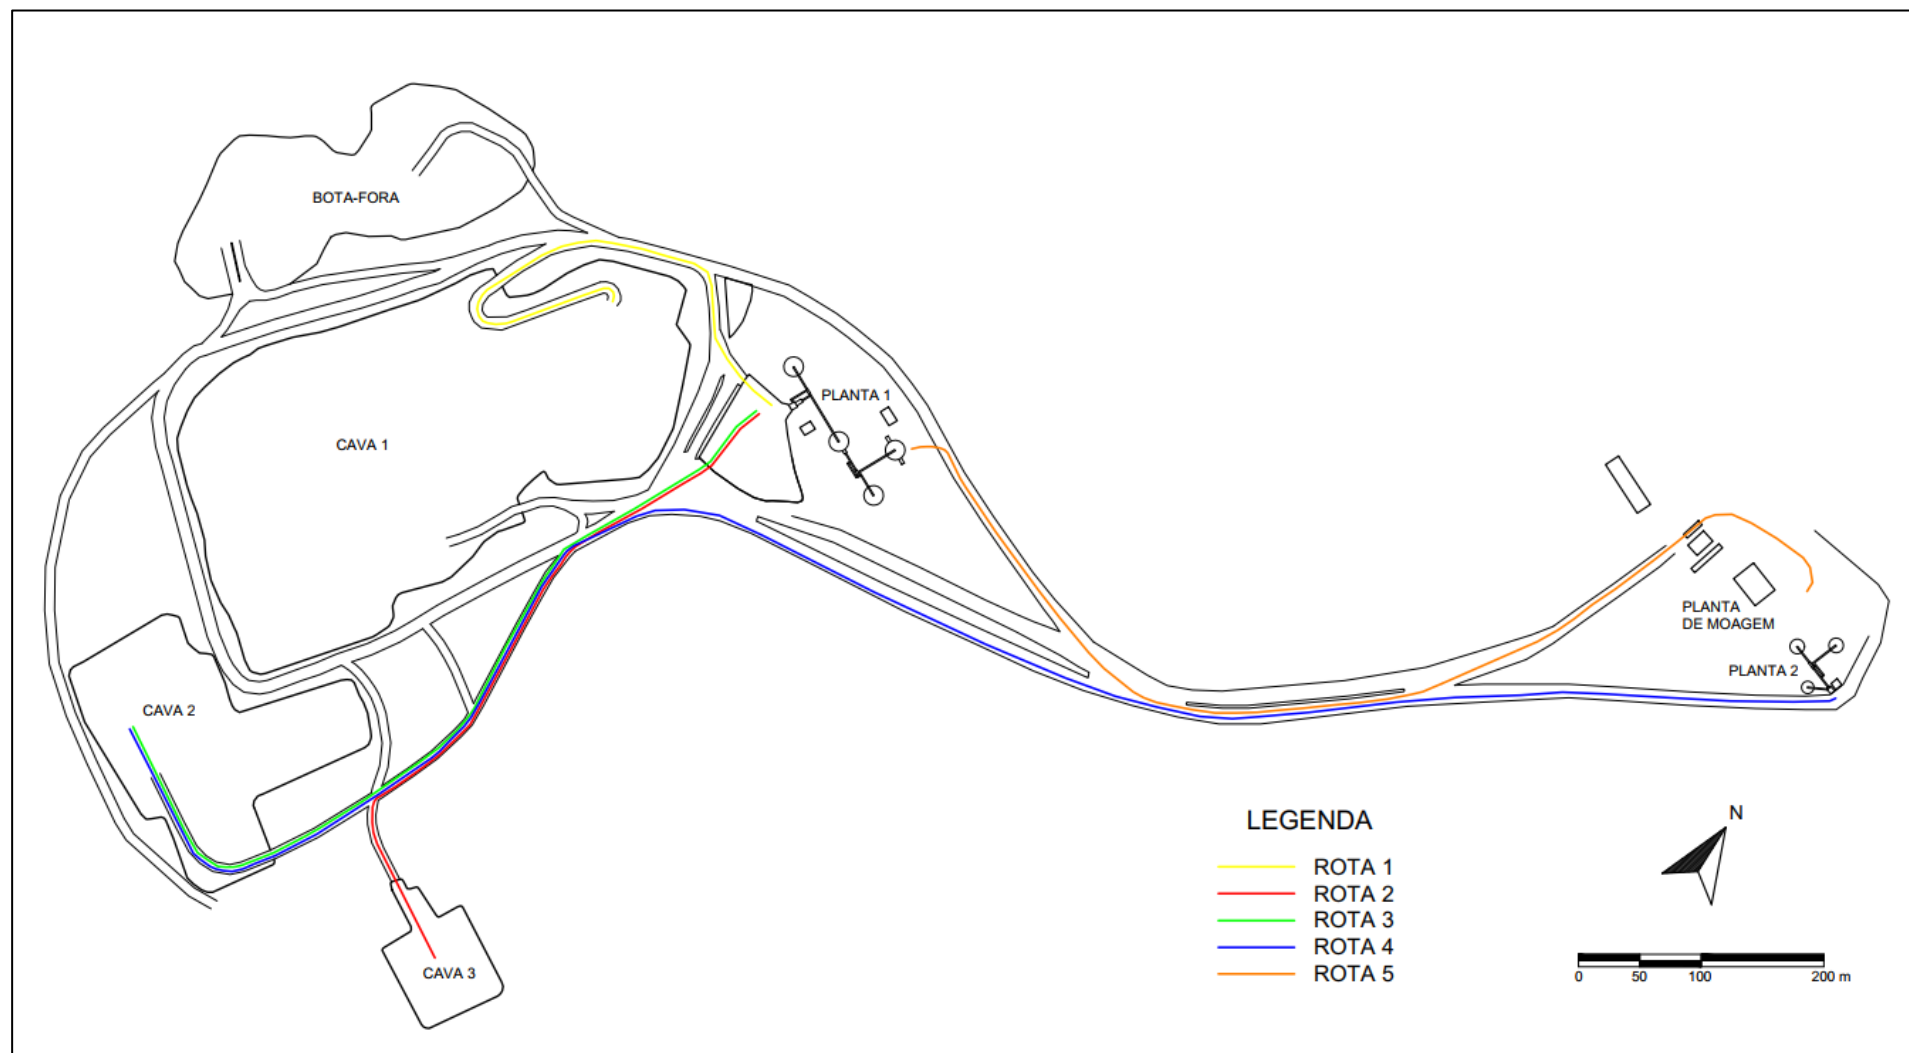 BOTA-FORA
PLANTA 1
CAVA 1
PLANTA
DE MOAGEM
PLANTA 2
CAVA 2
CAVA 3
LEGENDA
ROTA 1
ROTA 2
ROTA 3
ROTA 4
ROTA 5
N
0 50 100 200 m